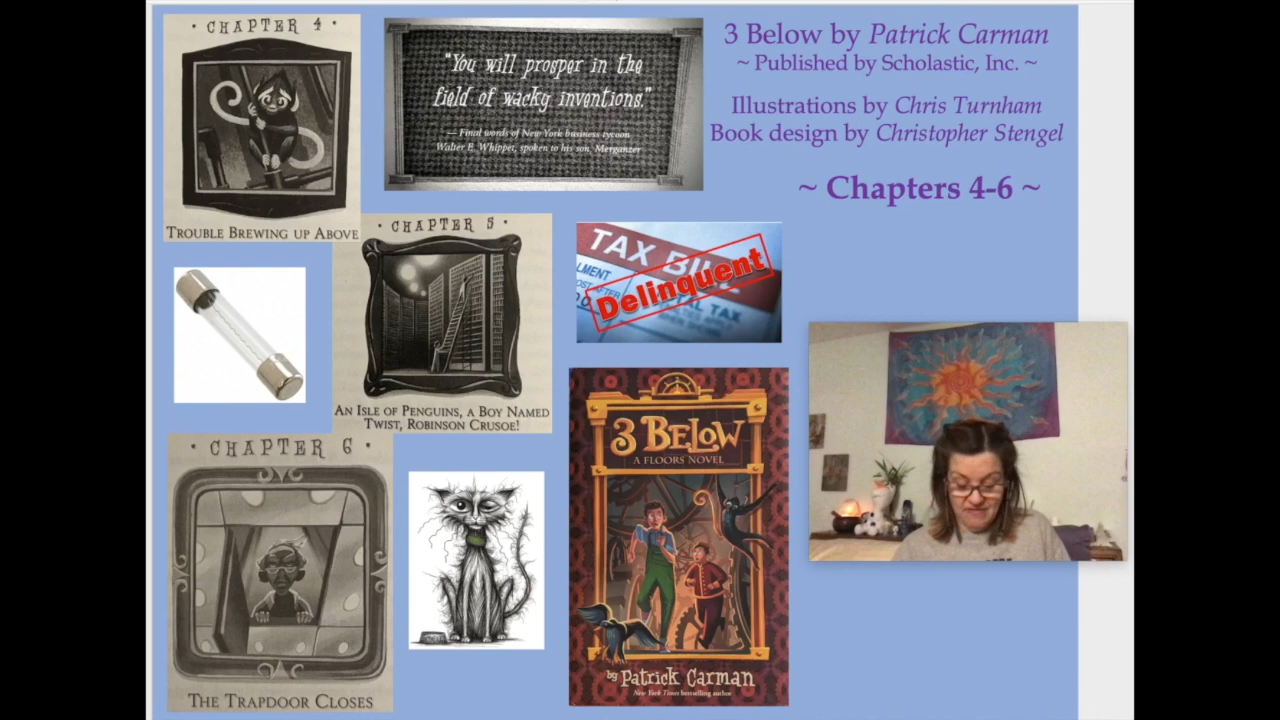 · CHAPTER 4 ·
TROUBLE BREWING UP ABOVE
"You will prosper in the
field of wacky inventions."
— Final words of New York business tycoon
Walter E. Whippet, spoken to his son, Merganzer
3 Below by Patrick Carman
~ Published by Scholastic, Inc. ~
Illustrations by Chris Turnham
Book design by Christopher Stengel
~ Chapters 4-6 ~
· CHAPTER 5 ·
AN ISLE OF PENGUINS, A BOY NAMED
TWIST, ROBINSON CRUSOE!
TAX BILL
Delinquent
TAL TAX
3 BELOW
A FLOORS NOVEL
by PATRICK CARMAN
New York Times bestselling author
· CHAPTER 6 ·
THE TRAPDOOR CLOSES